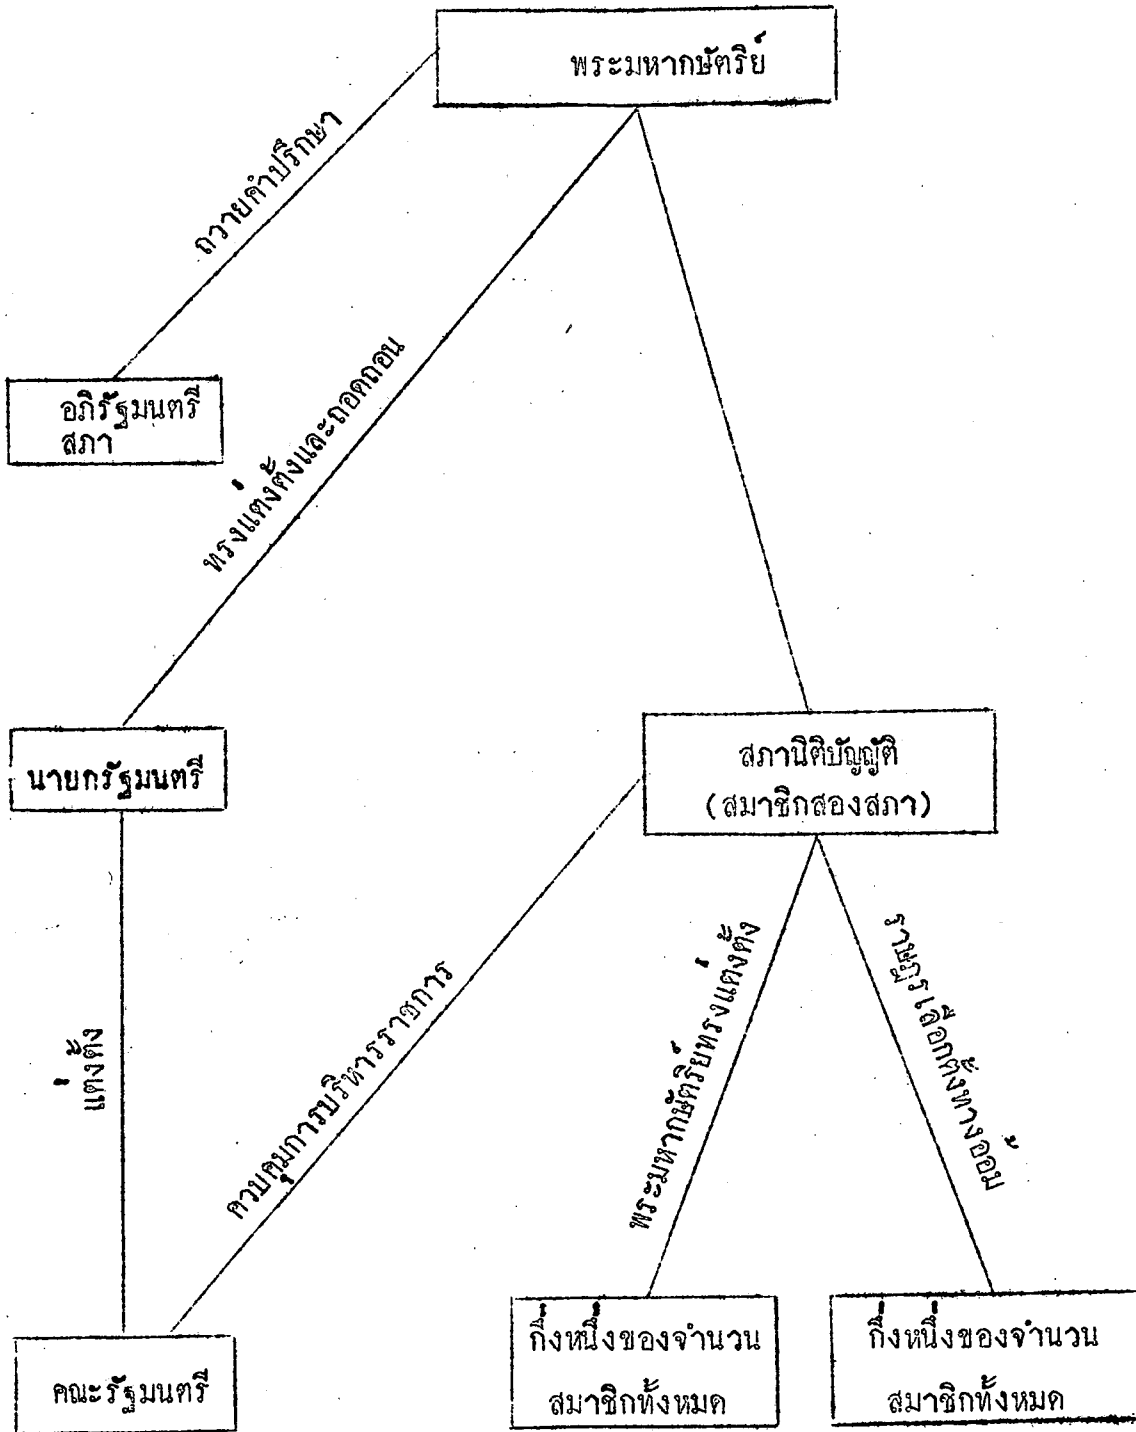 พระมหากษัตริย์
ถวายคำปรึกษา
อภิรัฐมนตรี
สภา
ทรงแต่งตั้งและถอดถอน
นายกรัฐมนตรี
สภานิติบัญญัติ
(สมาชิกสองสภา)
แต่งตั้ง
ควบคุมการบริหารราชการ
พระมหากษัตริย์ทรงแต่งตั้ง
ราษฎรเลือกตั้งทางอ้อม
คณะรัฐมนตรี
กึ่งหนึ่งของจำนวน
สมาชิกทั้งหมด
กึ่งหนึ่งของจำนวน
สมาชิกทั้งหมด